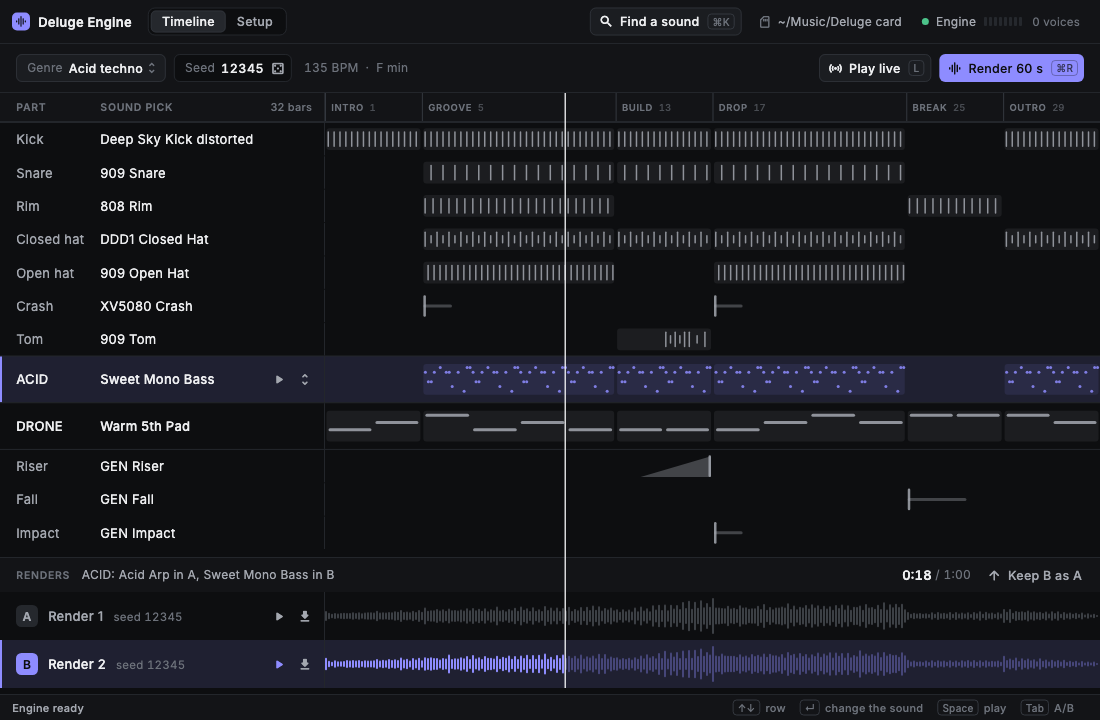 Deluge Engine Timeline Setup Find a sound ⌘K ~/Music/Deluge card Engine 0 voices
Genre Acid techno Seed 12345 135 BPM · F min Play live L Render 60 s ⌘R
PART SOUND PICK 32 bars INTRO 1 GROOVE 5 BUILD 13 DROP 17 BREAK 25 OUTRO 29
Kick Deep Sky Kick distorted
Snare 909 Snare
Rim 808 Rim
Closed hat DDD1 Closed Hat
Open hat 909 Open Hat
Crash XV5080 Crash
Tom 909 Tom
ACID Sweet Mono Bass
DRONE Warm 5th Pad
Riser GEN Riser
Fall GEN Fall
Impact GEN Impact
RENDERS ACID: Acid Arp in A, Sweet Mono Bass in B 0:18 / 1:00 ↑ Keep B as A
A Render 1 seed 12345
B Render 2 seed 12345
Engine ready ↑↓ row ↵ change the sound Space play Tab A/B